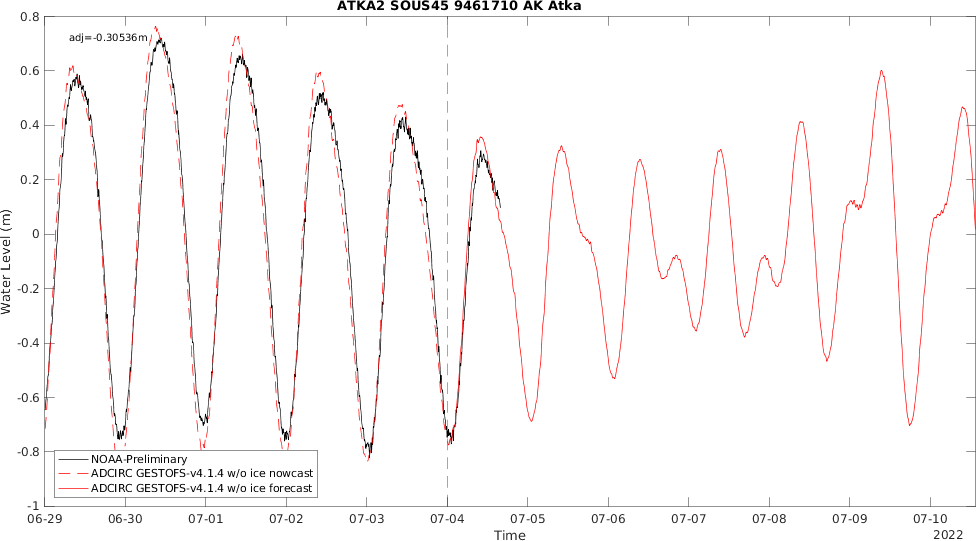 ATKA2 SOUS45 9461710 AK Atka
adj=-0.30536m
Water Level (m)
0.8
0.6
0.4
0.2
0
-0.2
-0.4
-0.6
-0.8
-1
NOAA-Preliminary
ADCIRC GESTOFS-v4.1.4 w/o ice nowcast
ADCIRC GESTOFS-v4.1.4 w/o ice forecast
06-29 06-30 07-01 07-02 07-03 07-04 07-05 07-06 07-07 07-08 07-09 07-10
Time
2022